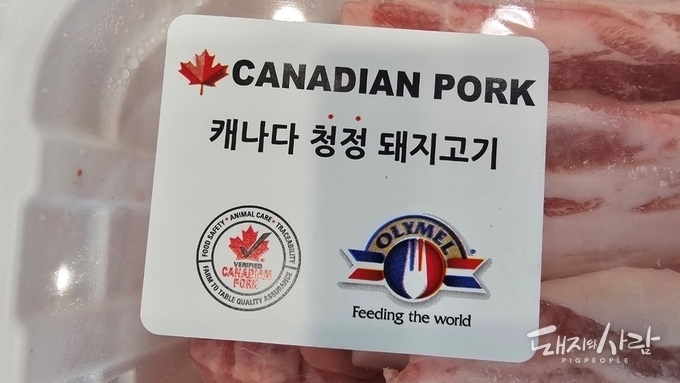 CANADIAN PORK
캐나다 청정 돼지고기
FOOD SAFETY • ANIMAL CARE • TRACEABILITY
VERIFIED
CANADIAN
PORK
FARM TO TABLE QUALITY ASSURANCE
OLYMEL
Feeding the world
돼지와사람
PIGPEOPLE